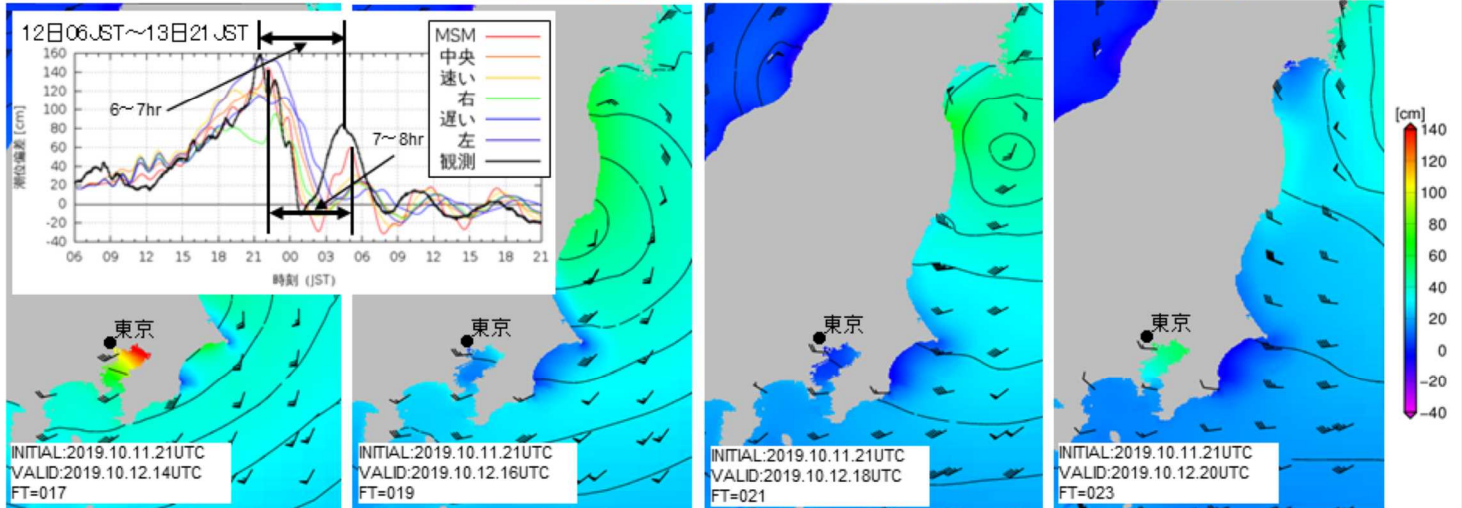 12日06JST～13日21JST
潮位偏差 [cm]
160
140
120
100
80
60
40
20
0
-20
-40
6～7hr
7～8hr
MSM
中央
速い
右
遅い
左
観測
06 09 12 15 18 21 00 03 06 09 12 15 18 21
時刻 (JST)
東京
INITIAL:2019.10.11.21UTC
VALID:2019.10.12.14UTC
FT=017
東京
INITIAL:2019.10.11.21UTC
VALID:2019.10.12.16UTC
FT=019
東京
INITIAL:2019.10.11.21UTC
VALID:2019.10.12.18UTC
FT=021
東京
INITIAL:2019.10.11.21UTC
VALID:2019.10.12.20UTC
FT=023
[cm]
140
120
100
80
60
40
20
0
-20
-40